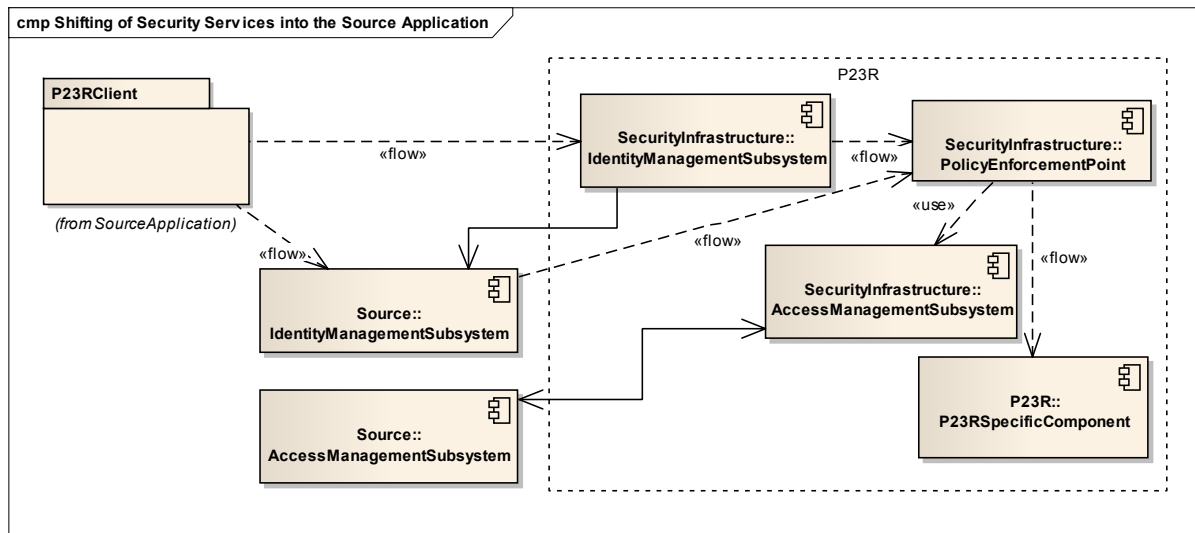 cmp Shifting of Security Services into the Source Application
P23R
P23RClient
(from SourceApplication)
«flow»
SecurityInfrastructure::
IdentityManagementSubsystem
«flow»
SecurityInfrastructure::
PolicyEnforcementPoint
«flow»
«flow»
«use»
«flow»
Source::
IdentityManagementSubsystem
SecurityInfrastructure::
AccessManagementSubsystem
Source::
AccessManagementSubsystem
P23R::
P23RSpecificComponent